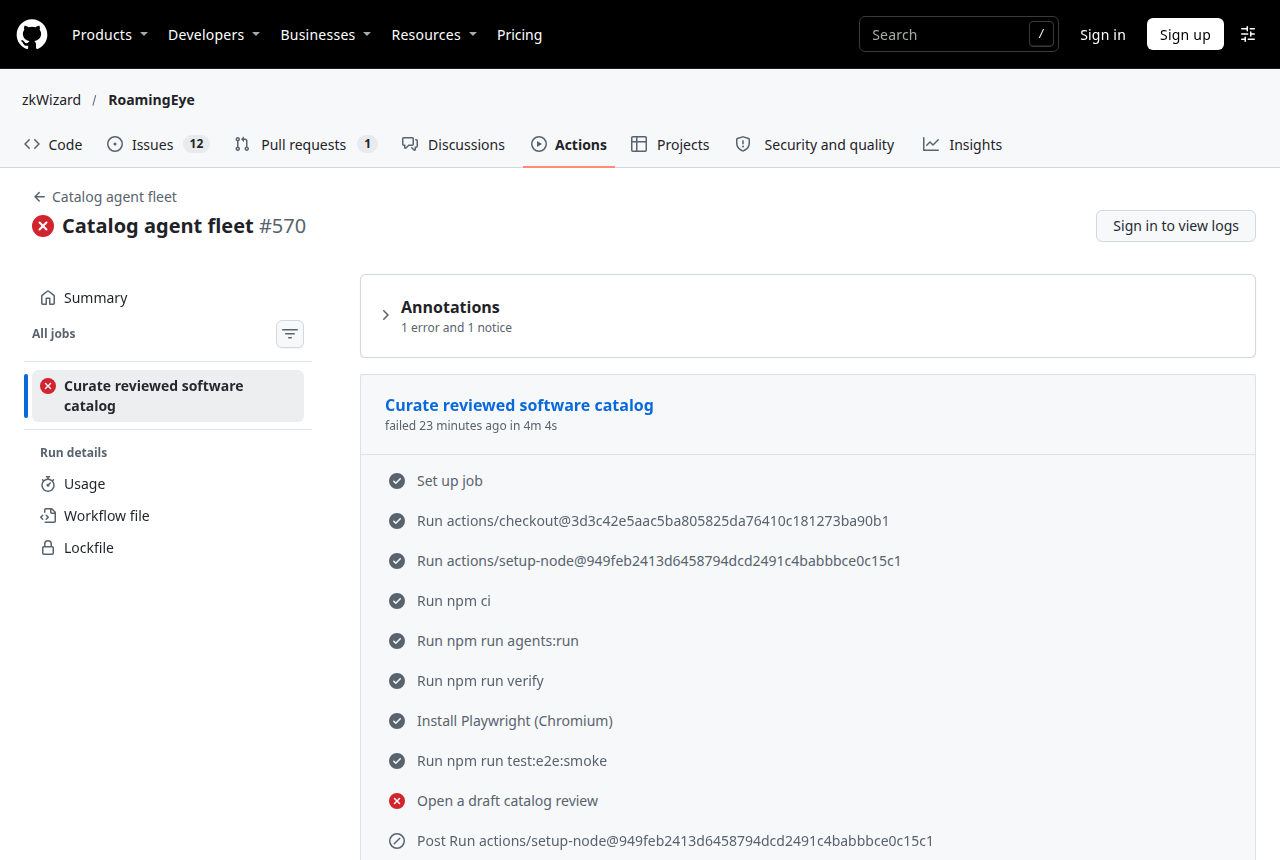 Products Developers Businesses Resources Pricing Search / Sign in Sign up
zkWizard / RoamingEye
Code Issues 12 Pull requests 1 Discussions Actions Projects Security and quality Insights
Catalog agent fleet
Catalog agent fleet #570
Sign in to view logs
Summary
All jobs
Curate reviewed software
catalog
Run details
Usage
Workflow file
Lockfile
Annotations
1 error and 1 notice
Curate reviewed software catalog
failed 23 minutes ago in 4m 4s
Set up job
Run actions/checkout@3d3c42e5aac5ba805825da76410c181273ba90b1
Run actions/setup-node@949feb2413d6458794dcd2491c4babbbce0c15c1
Run npm ci
Run npm run agents:run
Run npm run verify
Install Playwright (Chromium)
Run npm run test:e2e:smoke
Open a draft catalog review
Post Run actions/setup-node@949feb2413d6458794dcd2491c4babbbce0c15c1